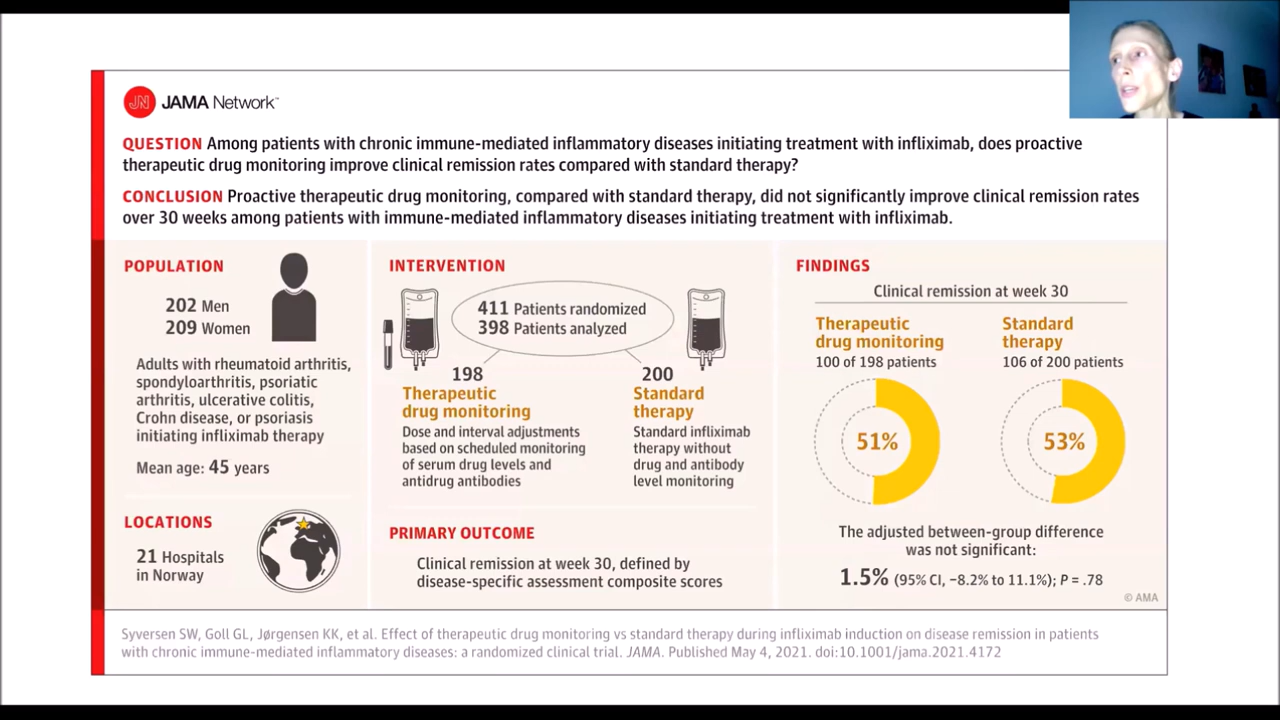 JN JAMA Network™
QUESTION Among patients with chronic immune-mediated inflammatory diseases initiating treatment with infliximab, does proactive
therapeutic drug monitoring improve clinical remission rates compared with standard therapy?
CONCLUSION Proactive therapeutic drug monitoring, compared with standard therapy, did not significantly improve clinical remission rates
over 30 weeks among patients with immune-mediated inflammatory diseases initiating treatment with infliximab.
POPULATION
202 Men
209 Women
Adults with rheumatoid arthritis,
spondyloarthritis, psoriatic
arthritis, ulcerative colitis,
Crohn disease, or psoriasis
initiating infliximab therapy
Mean age: 45 years
LOCATIONS
21 Hospitals
in Norway
INTERVENTION
411 Patients randomized
398 Patients analyzed
198
Therapeutic
drug monitoring
Dose and interval adjustments
based on scheduled monitoring
of serum drug levels and
antidrug antibodies
200
Standard
therapy
Standard infliximab
therapy without
drug and antibody
level monitoring
PRIMARY OUTCOME
Clinical remission at week 30, defined by
disease-specific assessment composite scores
FINDINGS
Clinical remission at week 30
Therapeutic
drug monitoring
100 of 198 patients
51%
Standard
therapy
106 of 200 patients
53%
The adjusted between-group difference
was not significant:
1.5% (95% CI, −8.2% to 11.1%); P = .78
© AMA
Syversen SW, Goll GL, Jørgensen KK, et al. Effect of therapeutic drug monitoring vs standard therapy during infliximab induction on disease remission in patients
with chronic immune-mediated inflammatory diseases: a randomized clinical trial. JAMA. Published May 4, 2021. doi:10.1001/jama.2021.4172